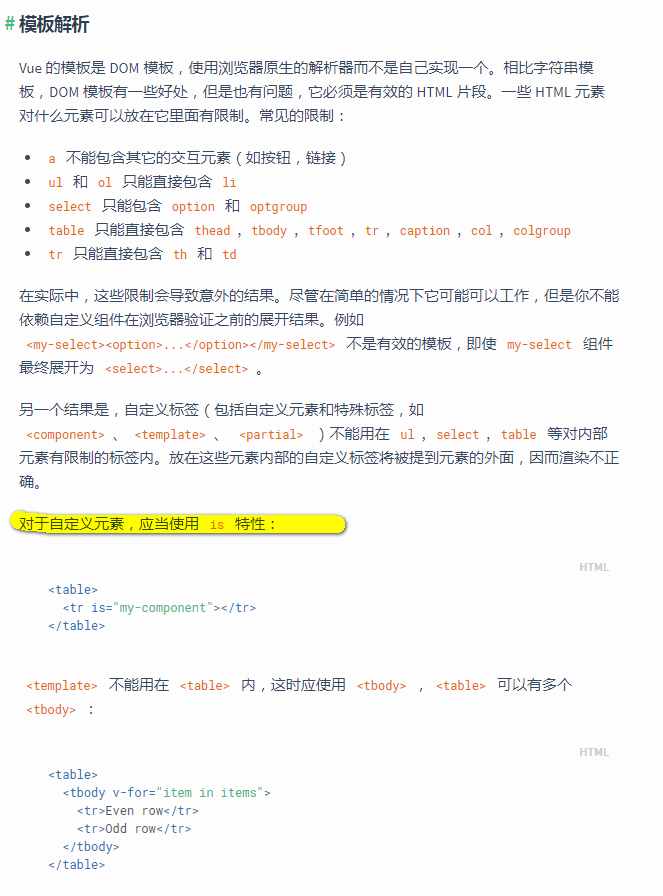 # 模板解析
Vue 的模板是 DOM 模板，使用浏览器原生的解析器而不是自己实现一个。相比字符串模
板，DOM 模板有一些好处，但是也有问题，它必须是有效的 HTML 片段。一些 HTML 元素
对什么元素可以放在它里面有限制。常见的限制：
• a 不能包含其它的交互元素（如按钮，链接）
• ul 和 ol 只能直接包含 li
• select 只能包含 option 和 optgroup
• table 只能直接包含 thead ，tbody ，tfoot ，tr ，caption ，col ，colgroup
• tr 只能直接包含 th 和 td
在实际中，这些限制会导致意外的结果。尽管在简单的情况下它可能可以工作，但是你不能
依赖自定义组件在浏览器验证之前的展开结果。例如
<my-select><option>...</option></my-select> 不是有效的模板，即使 my-select 组件
最终展开为 <select>...</select> 。
另一个结果是，自定义标签（包括自定义元素和特殊标签，如
<component> 、 <template> 、 <partial> ）不能用在 ul ，select ，table 等对内部
元素有限制的标签内。放在这些元素内部的自定义标签将被提到元素的外面，因而渲染不正
确。
对于自定义元素，应当使用 is 特性：
HTML
<table>
  <tr is="my-component"></tr>
</table>
<template> 不能用在 <table> 内，这时应使用 <tbody> ，<table> 可以有多个
<tbody> ：
HTML
<table>
  <tbody v-for="item in items">
    <tr>Even row</tr>
    <tr>Odd row</tr>
  </tbody>
</table>